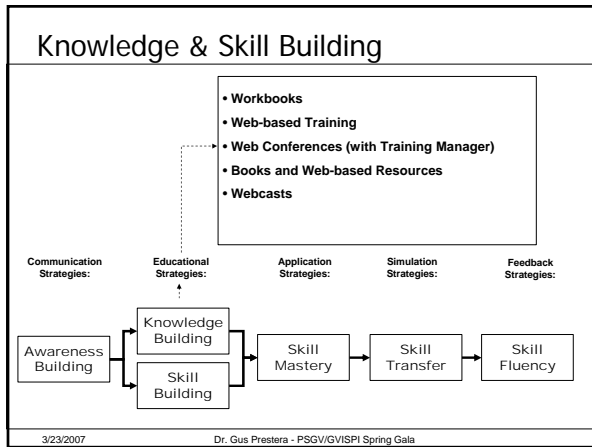 Knowledge & Skill Building
• Workbooks
• Web-based Training
• Web Conferences (with Training Manager)
• Books and Web-based Resources
• Webcasts
Communication
Strategies:
Educational
Strategies:
Application
Strategies:
Simulation
Strategies:
Feedback
Strategies:
Awareness
Building
Knowledge
Building
Skill
Building
Skill
Mastery
Skill
Transfer
Skill
Fluency
3/23/2007
Dr. Gus Prestera - PSGV/GVISPI Spring Gala